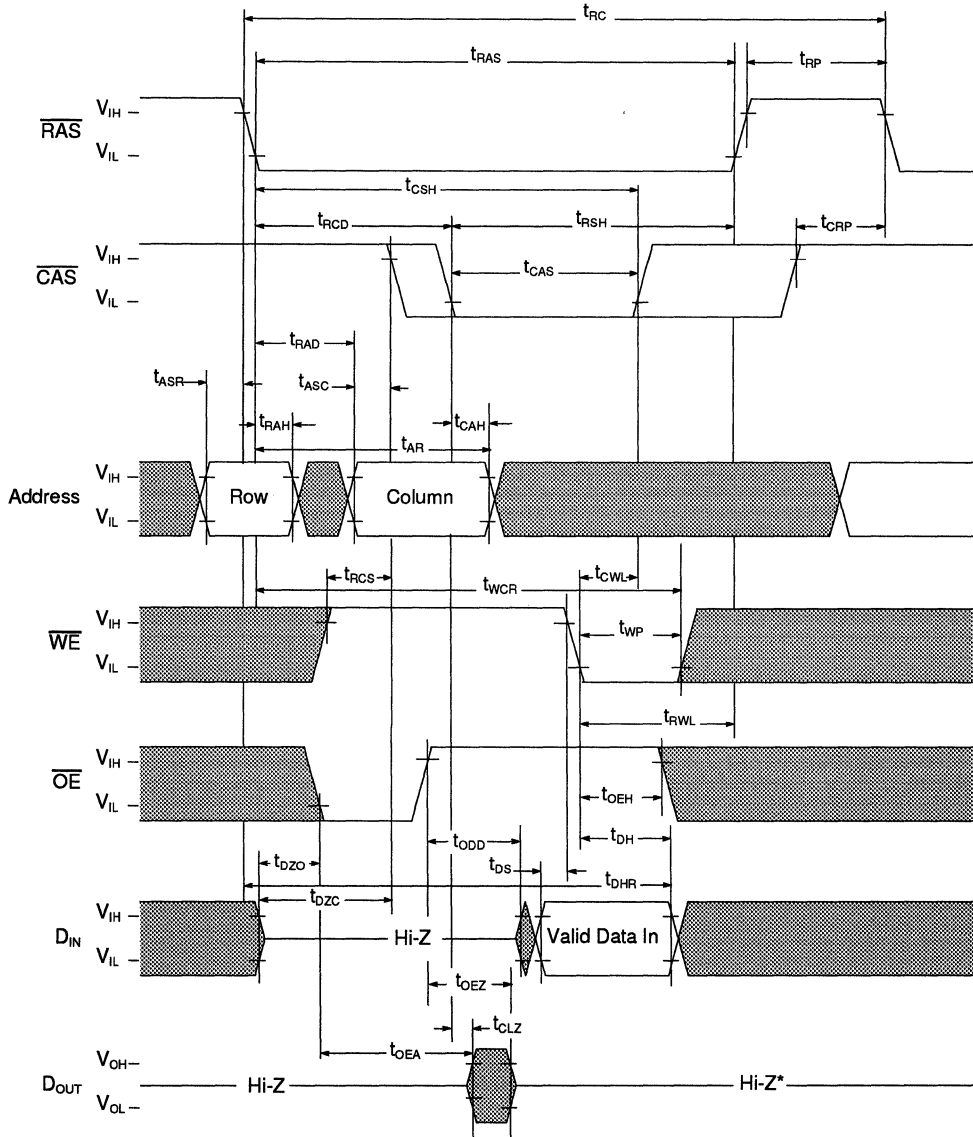 tRC
tRAS
tRP
RAS
VIH
VIL
tCSH
tRCD
tRSH
tCRP
CAS
VIH
VIL
tCAS
tRAD
tASR
tASC
tRAH
tCAH
tAR
Address
VIH
VIL
Row
Column
tRCS
tCWL
tWCR
WE
VIH
VIL
tWP
tRWL
OE
VIH
VIL
tOEH
tODD
tDH
tDZO
tDS
tDHR
tDZC
DIN
VIH
VIL
Hi-Z
Valid Data In
tOEZ
tCLZ
tOEA
DOUT
VOH
VOL
Hi-Z
Hi-Z*